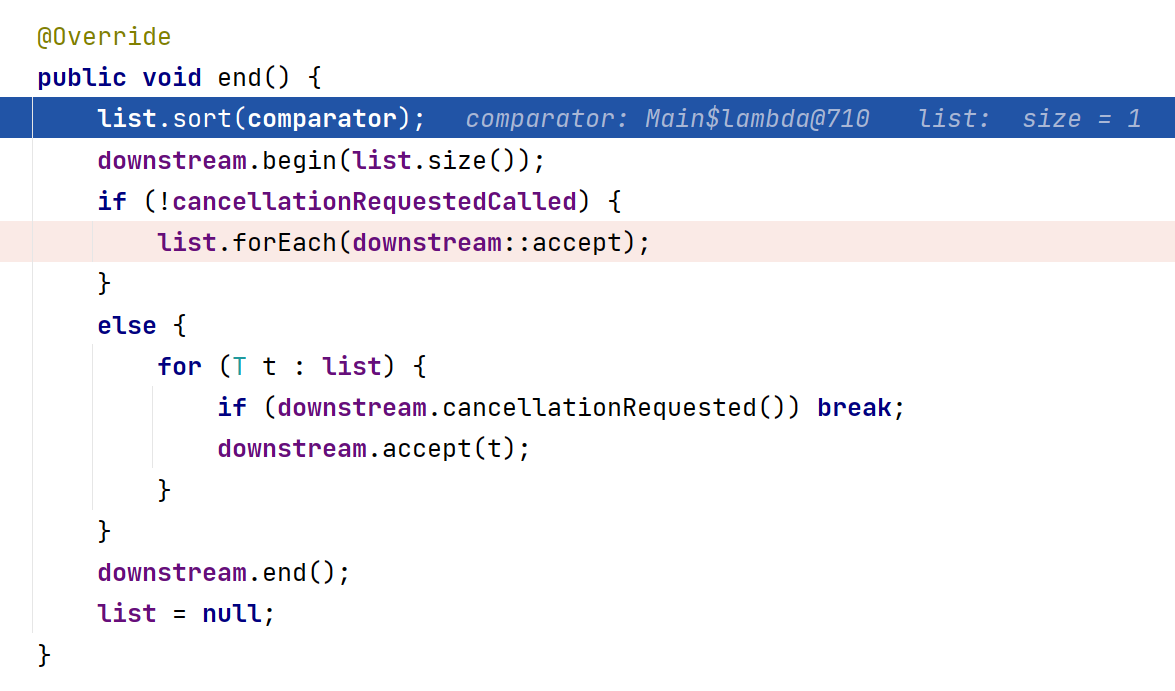 @Override
public void end() {
    list.sort(comparator);   comparator: Main$lambda@710   list:  size = 1
    downstream.begin(list.size());
    if (!cancellationRequestedCalled) {
        list.forEach(downstream::accept);
    }
    else {
        for (T t : list) {
            if (downstream.cancellationRequested()) break;
            downstream.accept(t);
        }
    }
    downstream.end();
    list = null;
}